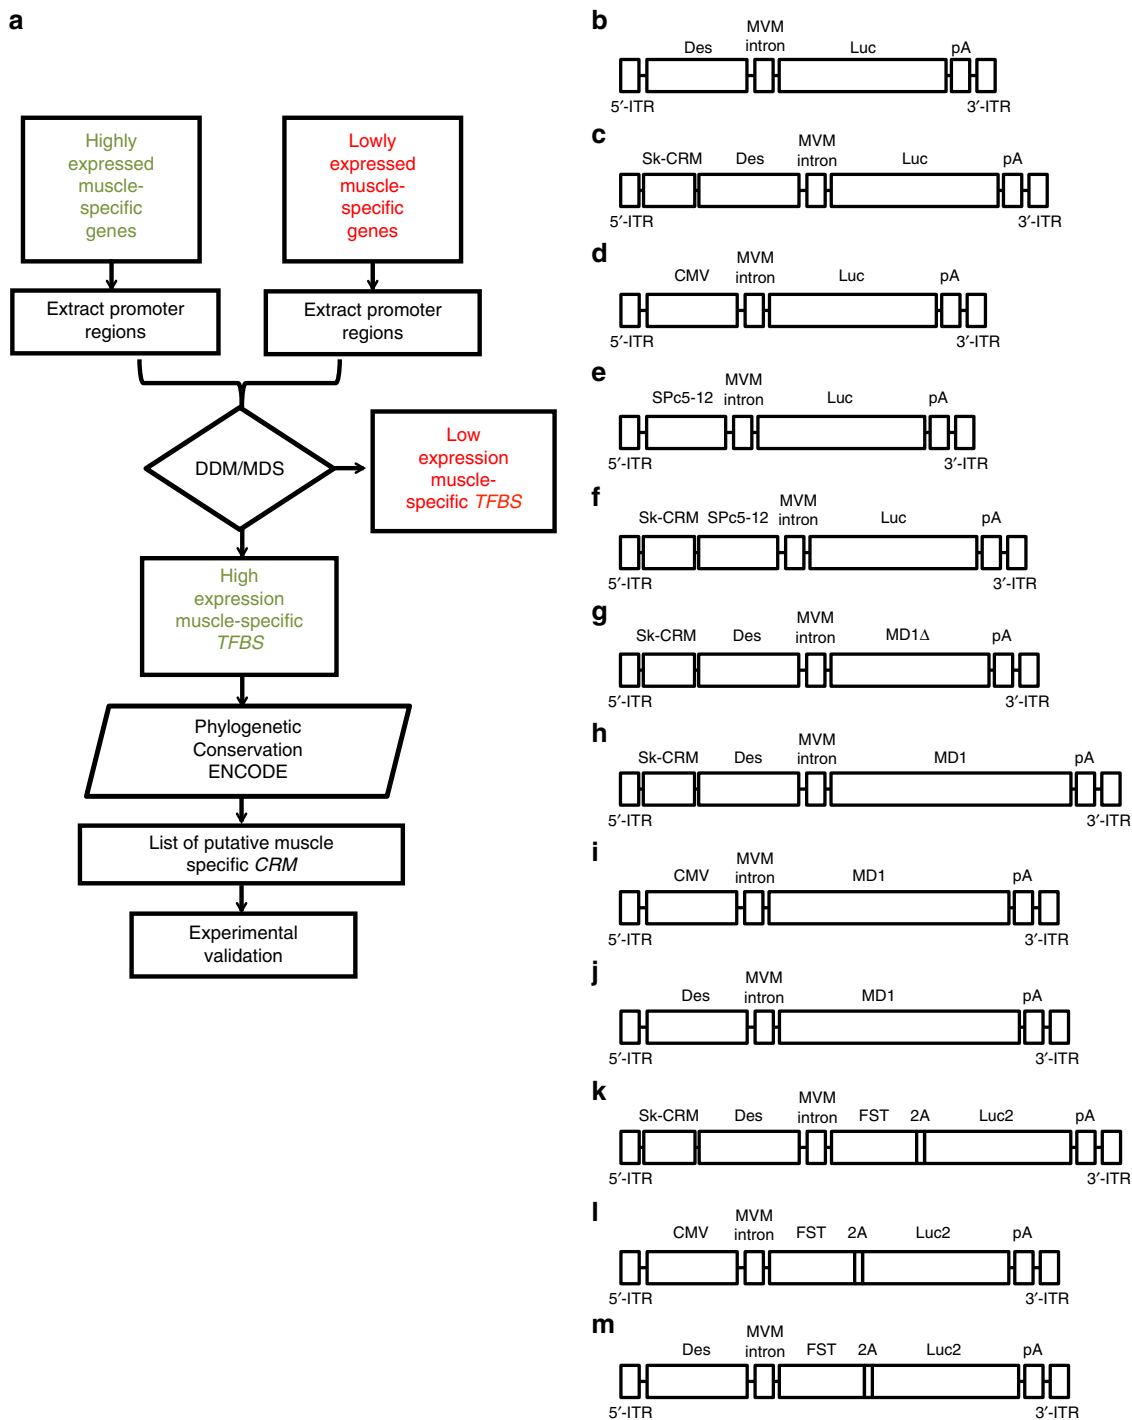 a
Highly
expressed
muscle-
specific
genes
Lowly
expressed
muscle-
specific
genes
Extract promoter
regions
Extract promoter
regions
DDM/MDS
Low
expression
muscle-
specific TFBS
High
expression
muscle-specific
TFBS
Phylogenetic
Conservation
ENCODE
List of putative muscle
specific CRM
Experimental
validation
b
Des
MVM
intron
Luc
pA
5′-ITR
3′-ITR
c
Sk-CRM
Des
MVM
intron
Luc
pA
5′-ITR
3′-ITR
d
CMV
MVM
intron
Luc
pA
5′-ITR
3′-ITR
e
SPc5-12
MVM
intron
Luc
pA
5′-ITR
3′-ITR
f
Sk-CRM
SPc5-12
MVM
intron
Luc
pA
5′-ITR
3′-ITR
g
Sk-CRM
Des
MVM
intron
MD1Δ
pA
5′-ITR
3′-ITR
h
Sk-CRM
Des
MVM
intron
MD1
pA
5′-ITR
3′-ITR
i
CMV
MVM
intron
MD1
pA
5′-ITR
3′-ITR
j
Des
MVM
intron
MD1
pA
5′-ITR
3′-ITR
k
Sk-CRM
Des
MVM
intron
FST
2A
Luc2
pA
5′-ITR
3′-ITR
l
CMV
MVM
intron
FST
2A
Luc2
pA
5′-ITR
3′-ITR
m
Des
MVM
intron
FST
2A
Luc2
pA
5′-ITR
3′-ITR